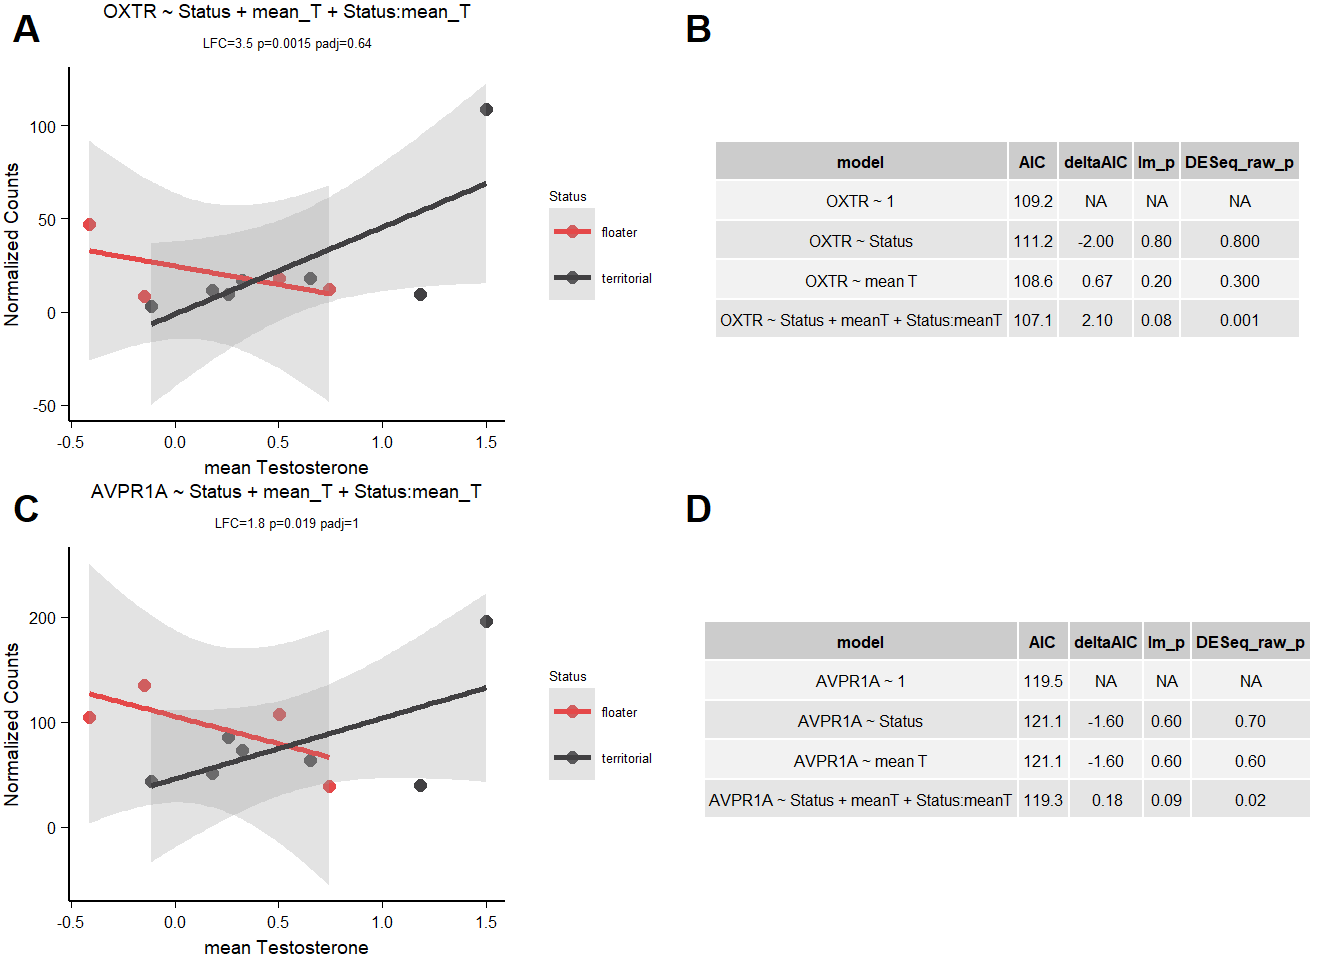 A
OXTR ~ Status + mean_T + Status:mean_T
LFC=3.5 p=0.0015 padj=0.64
Normalized Counts
100
50
0
-50
-0.5 0.0 0.5 1.0 1.5
mean Testosterone
Status
floater
territorial
B
model AIC deltaAIC lm_p DESeq_raw_p
OXTR ~ 1 109.2 NA NA NA
OXTR ~ Status 111.2 -2.00 0.80 0.800
OXTR ~ mean T 108.6 0.67 0.20 0.300
OXTR ~ Status + meanT + Status:meanT 107.1 2.10 0.08 0.001
C
AVPR1A ~ Status + mean_T + Status:mean_T
LFC=1.8 p=0.019 padj=1
Normalized Counts
200
100
0
-0.5 0.0 0.5 1.0 1.5
mean Testosterone
Status
floater
territorial
D
model AIC deltaAIC lm_p DESeq_raw_p
AVPR1A ~ 1 119.5 NA NA NA
AVPR1A ~ Status 121.1 -1.60 0.60 0.70
AVPR1A ~ mean T 121.1 -1.60 0.60 0.60
AVPR1A ~ Status + meanT + Status:meanT 119.3 0.18 0.09 0.02